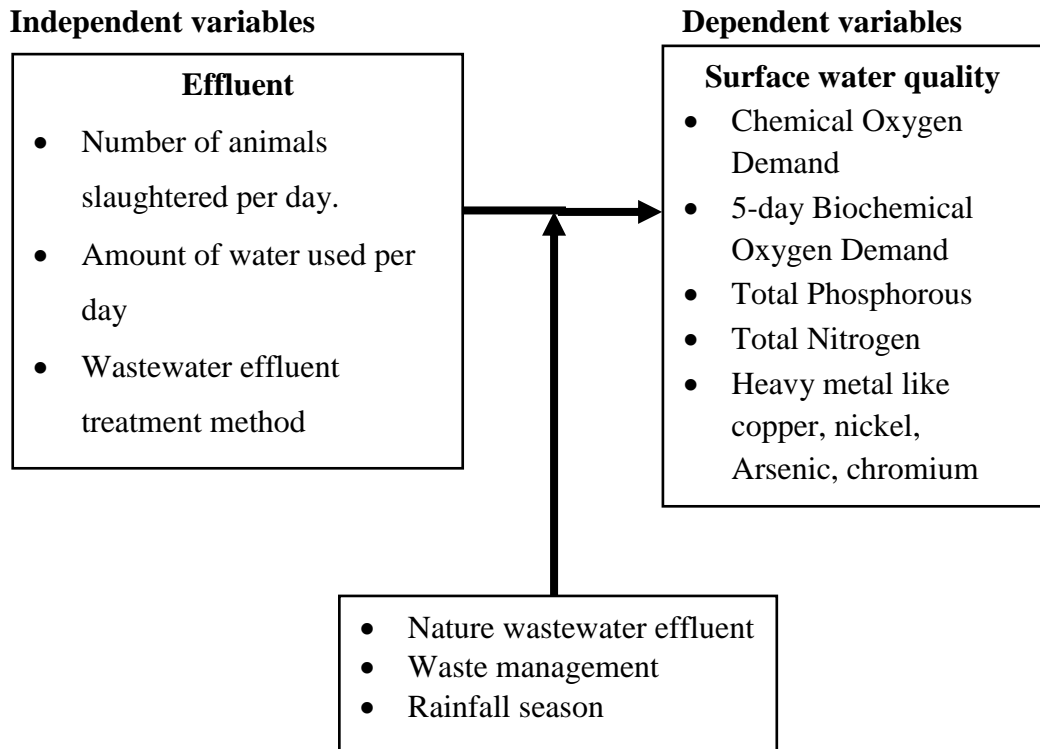 Independent variables
Dependent variables
Effluent
• Number of animals
slaughtered per day.
• Amount of water used per
day
• Wastewater effluent
treatment method
Surface water quality
• Chemical Oxygen
Demand
• 5-day Biochemical
Oxygen Demand
• Total Phosphorous
• Total Nitrogen
• Heavy metal like
copper, nickel,
Arsenic, chromium
• Nature wastewater effluent
• Waste management
• Rainfall season